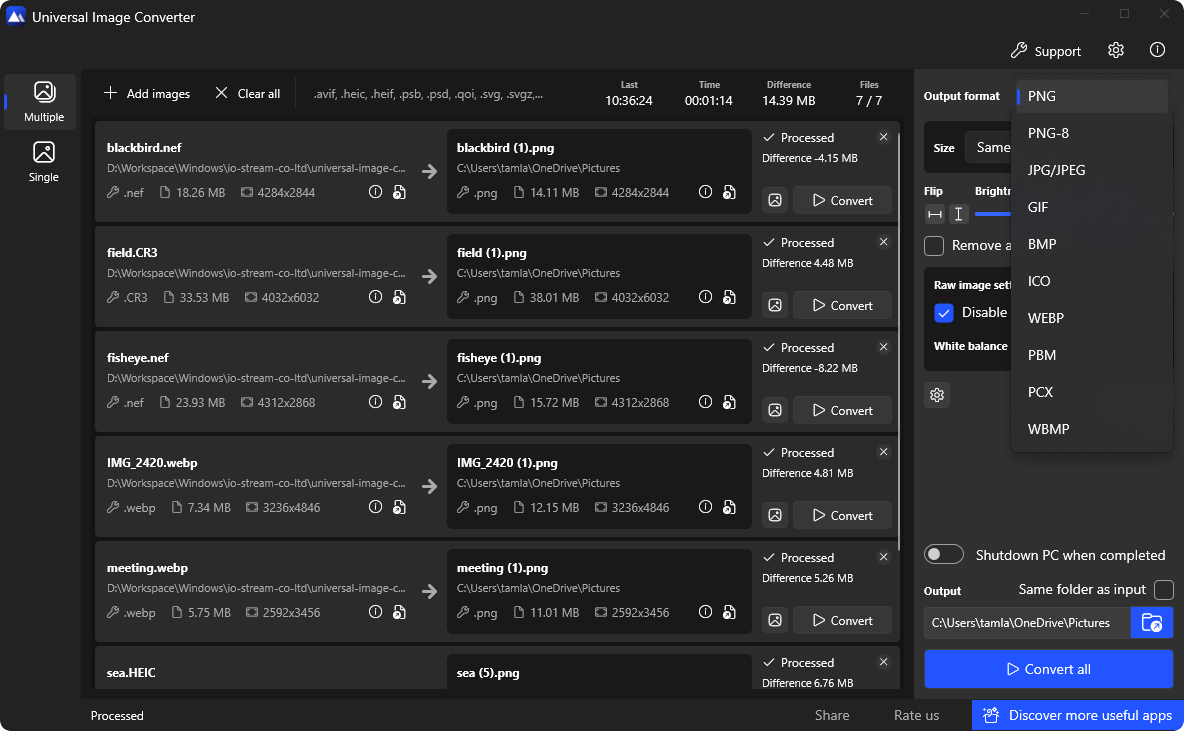 Universal Image Converter
Support
Multiple
Single
Add images
Clear all
.avif, .heic, .heif, .psb, .psd, .qoi, .svg, .svgz,...
Last
10:36:24
Time
00:01:14
Difference
14.39 MB
Files
7 / 7
blackbird.nef
D:\Workspace\Windows\io-stream-co-ltd\universal-image-c...
.nef 18.26 MB 4284x2844
blackbird (1).png
C:\Users\tamla\OneDrive\Pictures
.png 14.11 MB 4284x2844
Processed
Difference -4.15 MB
Convert
field.CR3
D:\Workspace\Windows\io-stream-co-ltd\universal-image-c...
.CR3 33.53 MB 4032x6032
field (1).png
C:\Users\tamla\OneDrive\Pictures
.png 38.01 MB 4032x6032
Processed
Difference 4.48 MB
Convert
fisheye.nef
D:\Workspace\Windows\io-stream-co-ltd\universal-image-c...
.nef 23.93 MB 4312x2868
fisheye (1).png
C:\Users\tamla\OneDrive\Pictures
.png 15.72 MB 4312x2868
Processed
Difference -8.22 MB
Convert
IMG_2420.webp
D:\Workspace\Windows\io-stream-co-ltd\universal-image-c...
.webp 7.34 MB 3236x4846
IMG_2420 (1).png
C:\Users\tamla\OneDrive\Pictures
.png 12.15 MB 3236x4846
Processed
Difference 4.81 MB
Convert
meeting.webp
D:\Workspace\Windows\io-stream-co-ltd\universal-image-c...
.webp 5.75 MB 2592x3456
meeting (1).png
C:\Users\tamla\OneDrive\Pictures
.png 11.01 MB 2592x3456
Processed
Difference 5.26 MB
Convert
sea.HEIC
sea (5).png
Processed
Difference 6.76 MB
Output format
PNG
PNG-8
JPG/JPEG
GIF
BMP
ICO
WEBP
PBM
PCX
WBMP
Size
Same
Flip
Brightn
Remove a
Raw image sett
Disable
White balance
Shutdown PC when completed
Output
Same folder as input
C:\Users\tamla\OneDrive\Pictures
Convert all
Processed
Share
Rate us
Discover more useful apps